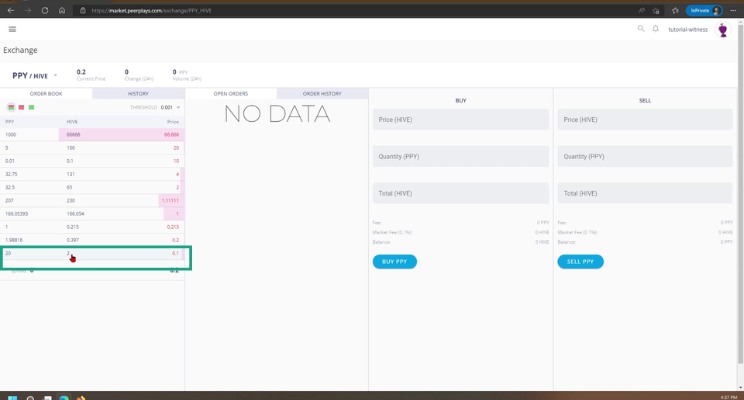 https://market.peerplays.com/exchange/PPY_HIVE
InPrivate
tutorial-witness
Exchange
PPY / HIVE
0.2
Current Price
0
Change (24h)
0 PPY
Volume (24h)
ORDER BOOK
HISTORY
OPEN ORDERS
ORDER HISTORY
BUY
SELL
THRESHOLD 0.001
NO DATA
PPY HIVE Price
1000 66666 66.666
5 100 20
0.01 0.1 10
32.75 131 4
32.5 65 2
207 230 1.11111
166.05393 166.054 1
1 0.213 0.213
1.98816 0.397 0.2
20 2 0.1
0.2
Price (HIVE)
Quantity (PPY)
Total (HIVE)
Fee: 0 PPY
Market Fee (0.1%) 0 HIVE
Balance: 0 HIVE
BUY PPY
Price (HIVE)
Quantity (PPY)
Total (HIVE)
Fee: 0 PPY
Market Fee (0.1%) 0 HIVE
Balance: 0 PPY
SELL PPY
4:37 PM